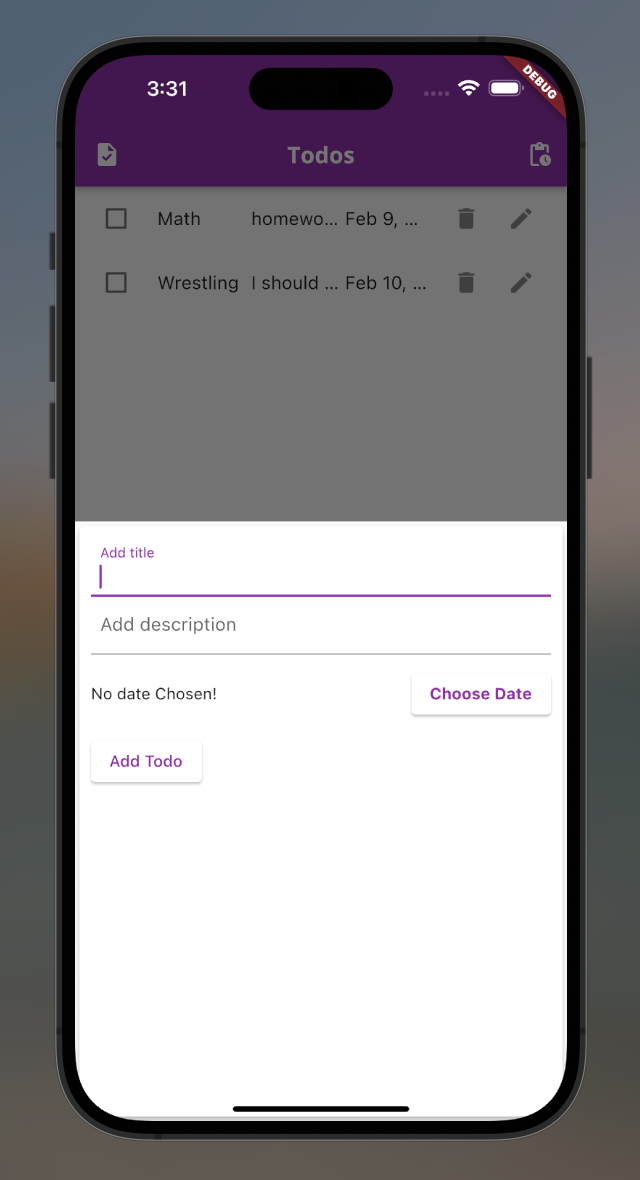 3:31
DEBUG
Todos
Math homewo... Feb 9, ...
Wrestling I should ... Feb 10, ...
Add title
Add description
No date Chosen! Choose Date
Add Todo